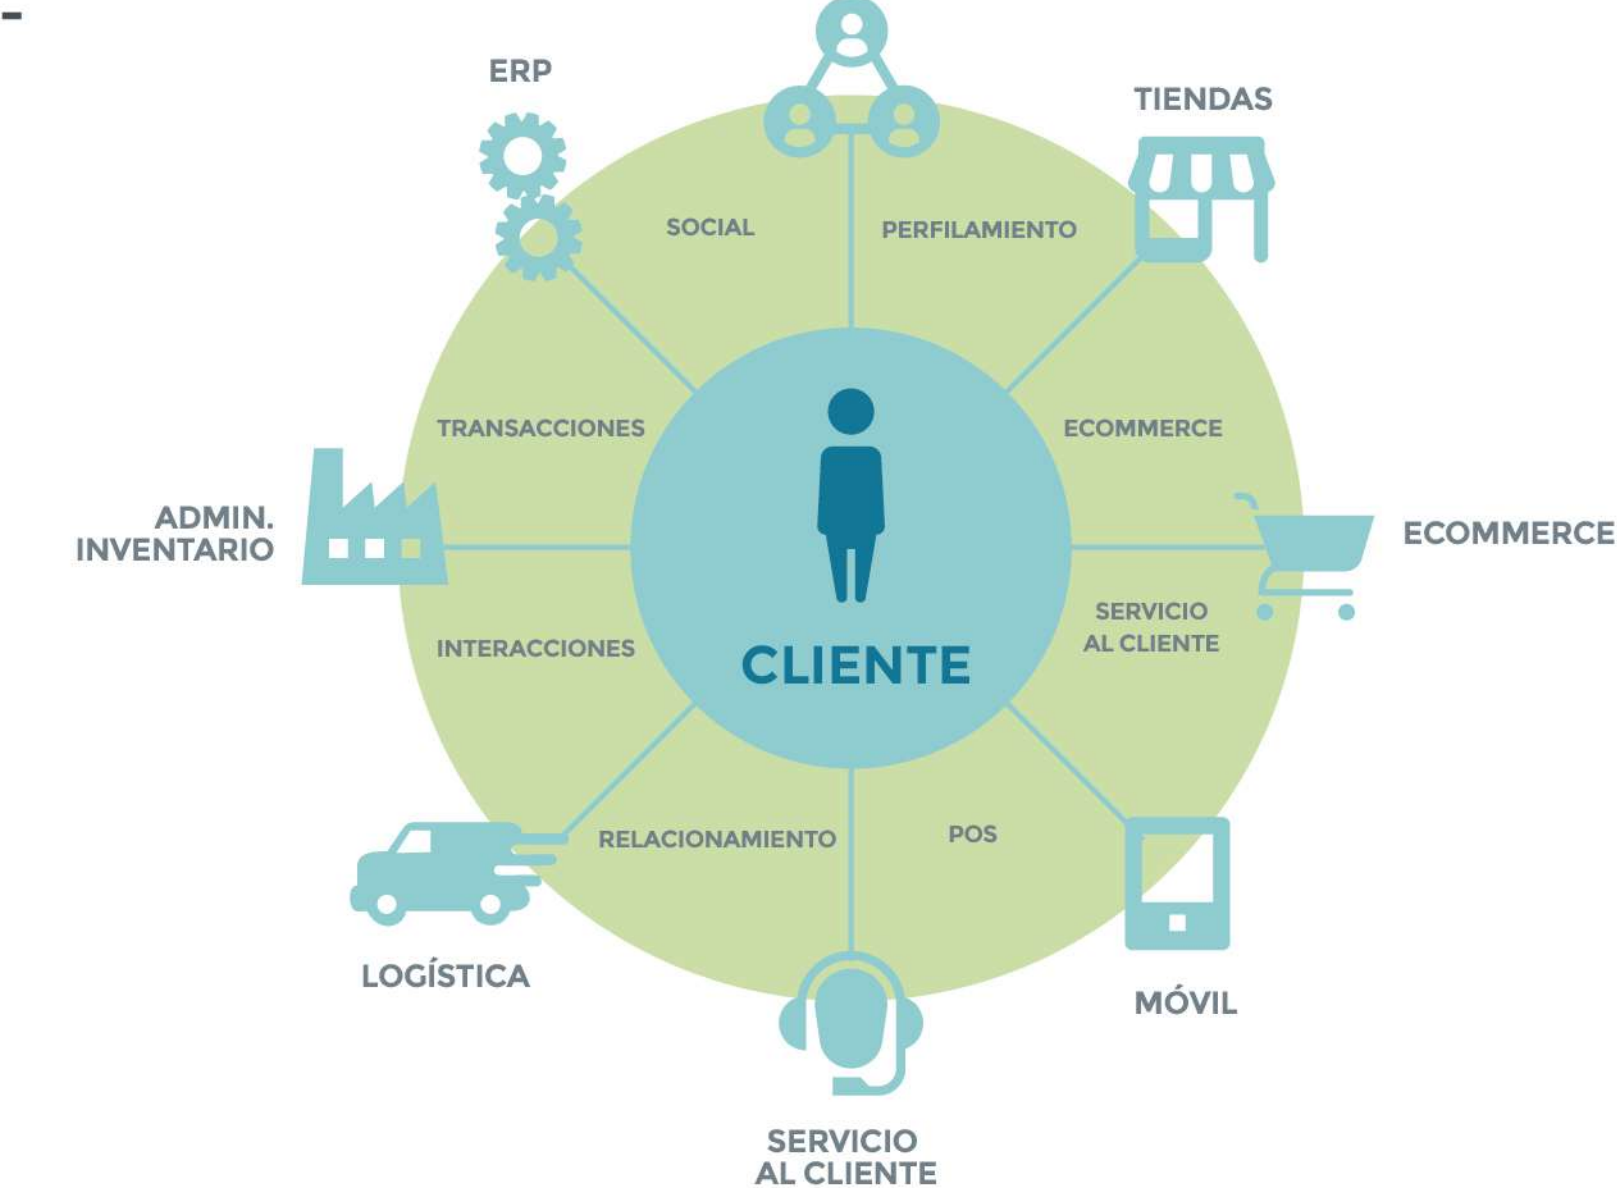 -
ERP
TIENDAS
SOCIAL
PERFILAMIENTO
TRANSACCIONES
ECOMMERCE
ADMIN.
INVENTARIO
ECOMMERCE
SERVICIO
AL CLIENTE
INTERACCIONES
CLIENTE
RELACIONAMIENTO
POS
LOGÍSTICA
MÓVIL
SERVICIO
AL CLIENTE